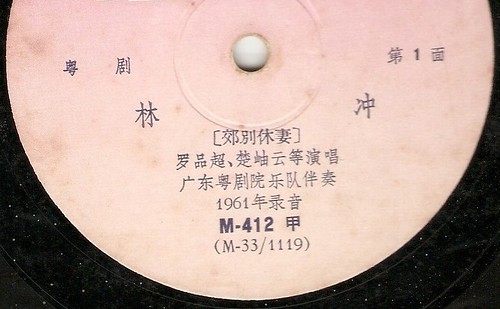 粤 剧 第 1 面
林 冲
[郊别休妻]
罗品超、楚岫云等演唱
广东粤剧院乐队伴奏
1961年录音
M-412 甲
(M-33/1119)